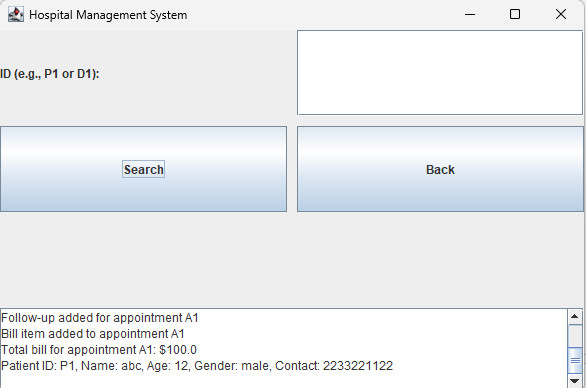 Hospital Management System
ID (e.g., P1 or D1):
Search
Back
Follow-up added for appointment A1
Bill item added to appointment A1
Total bill for appointment A1: $100.0
Patient ID: P1, Name: abc, Age: 12, Gender: male, Contact: 2233221122